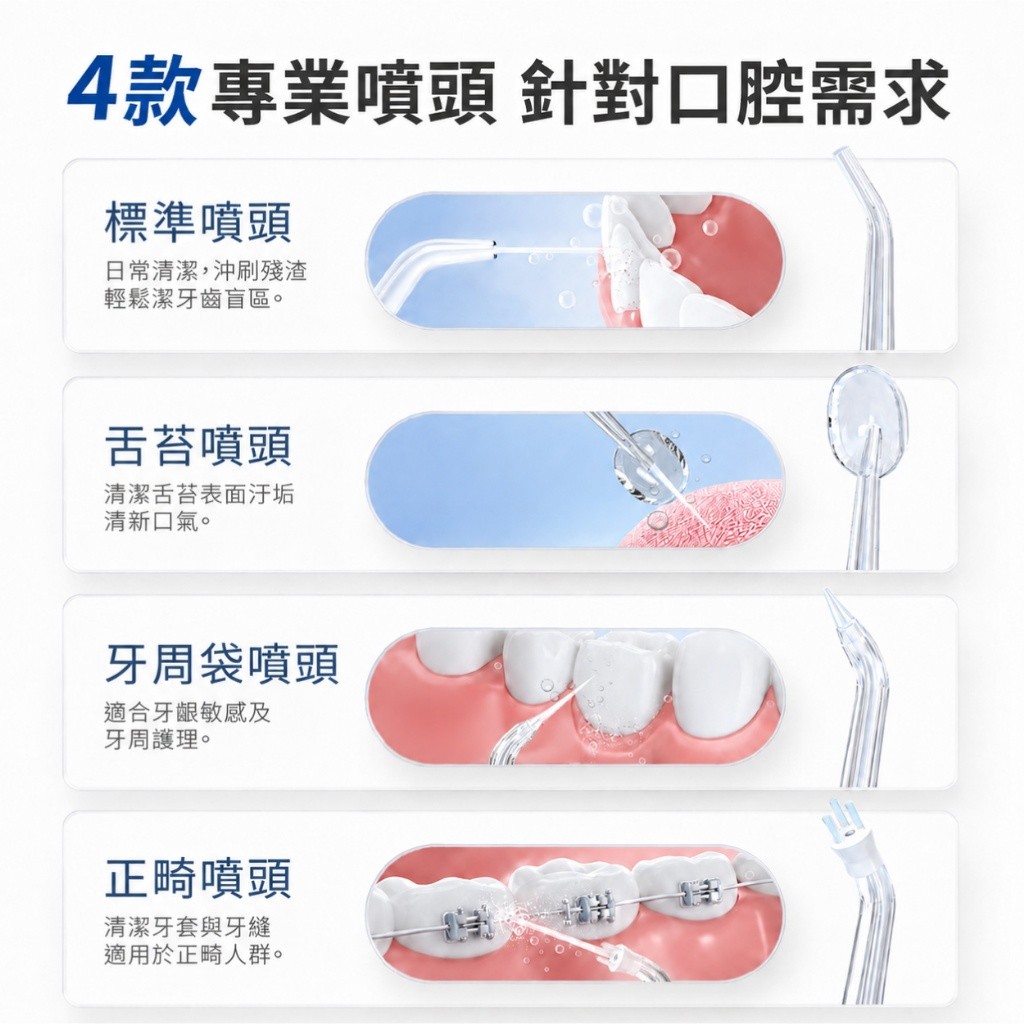 4款專業噴頭 針對口腔需求
標準噴頭
日常清潔，沖刷殘渣
輕鬆潔牙齒盲區。
舌苔噴頭
清潔舌苔表面汙垢
清新口氣。
牙周袋噴頭
適合牙齦敏感及
牙周護理。
正畸噴頭
清潔牙套與牙縫
適用於正畸人群。